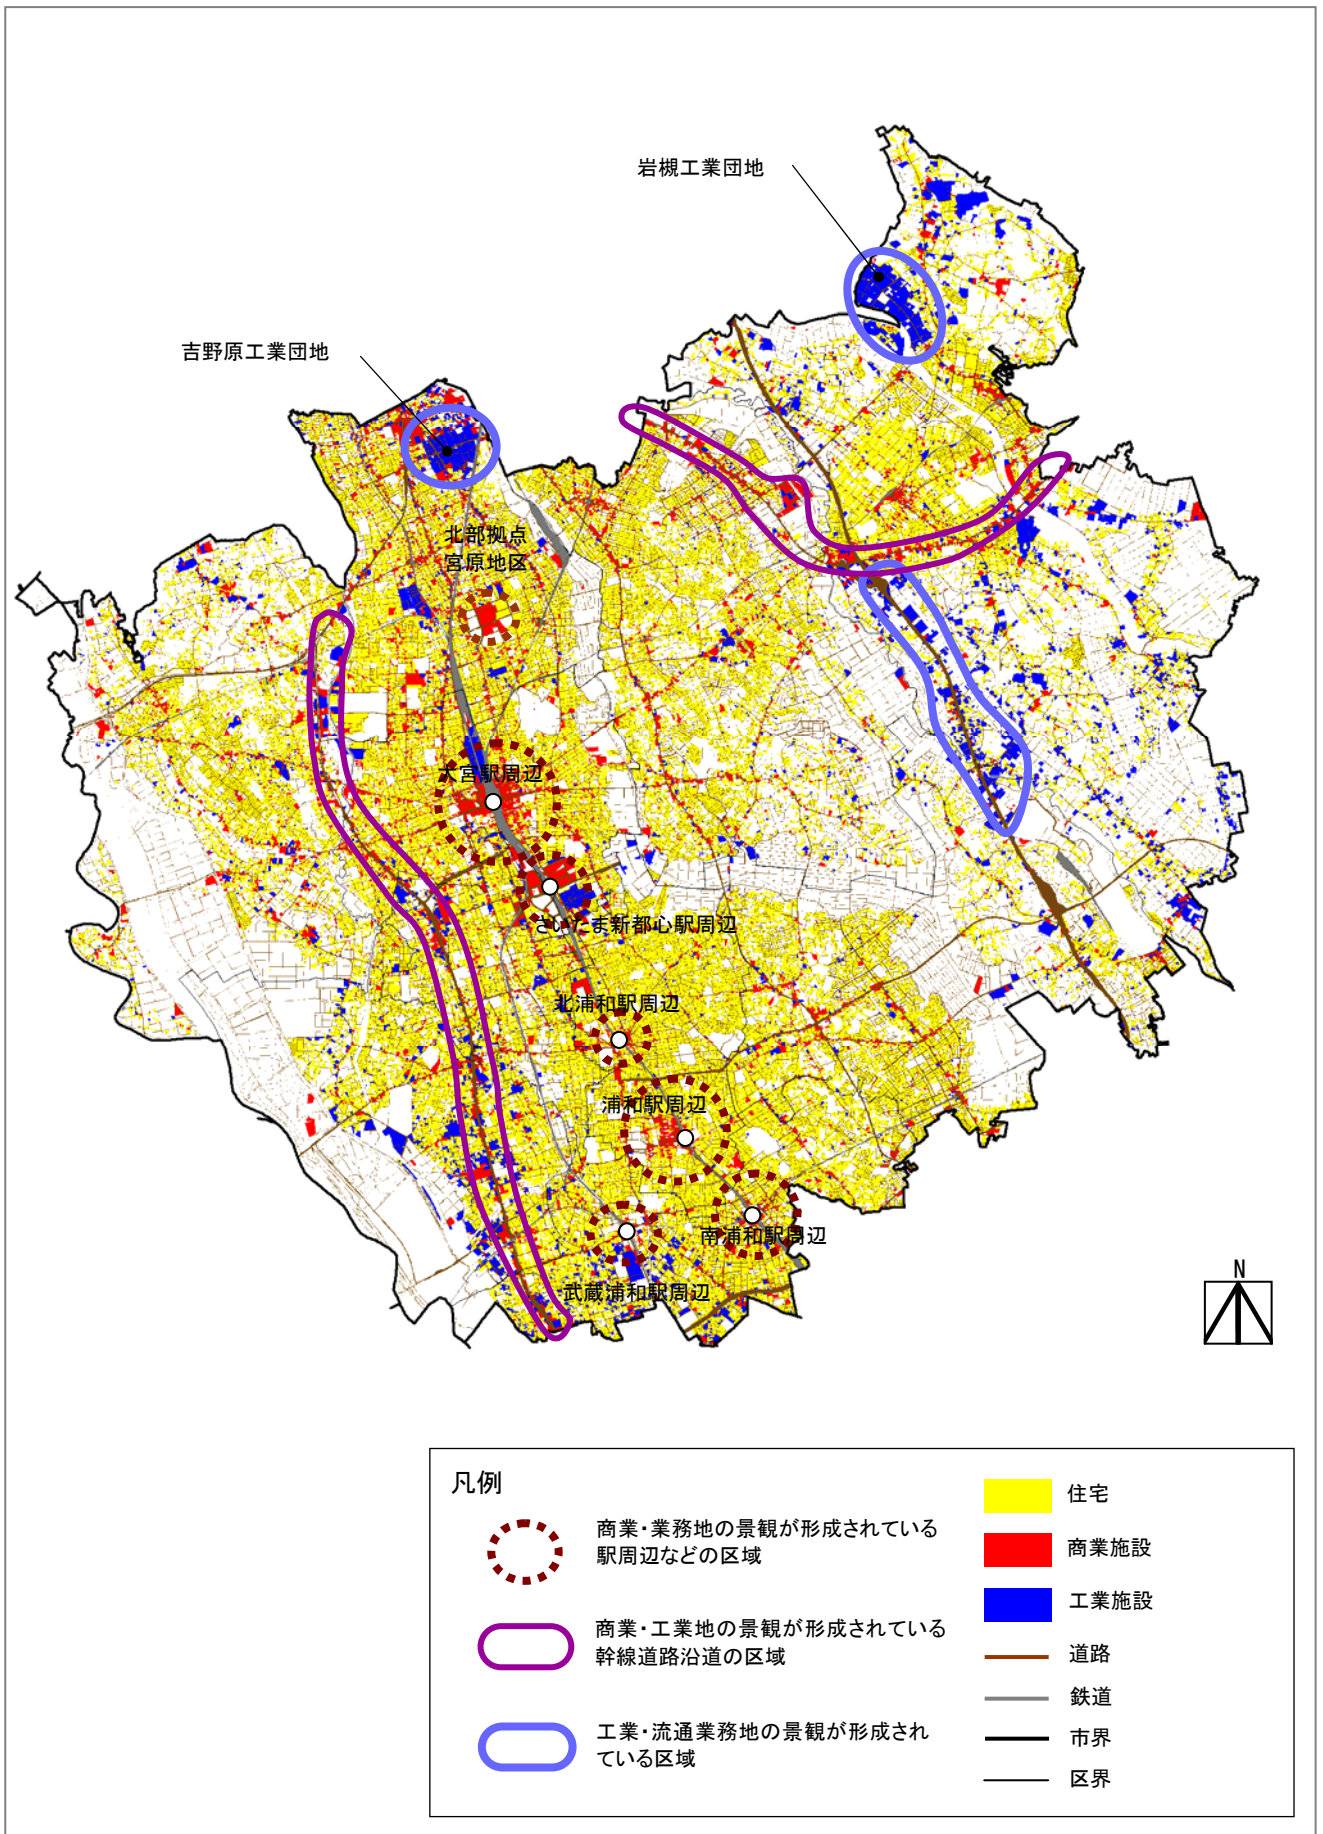 岩槻工業団地
吉野原工業団地
北部拠点
宮原地区
大宮駅周辺
さいたま新都心駅周辺
北浦和駅周辺
浦和駅周辺
南浦和駅周辺
武蔵浦和駅周辺
N
凡例
商業・業務地の景観が形成されている
駅周辺などの区域
商業・工業地の景観が形成されている
幹線道路沿道の区域
工業・流通業務地の景観が形成され
ている区域
住宅
商業施設
工業施設
道路
鉄道
市界
区界